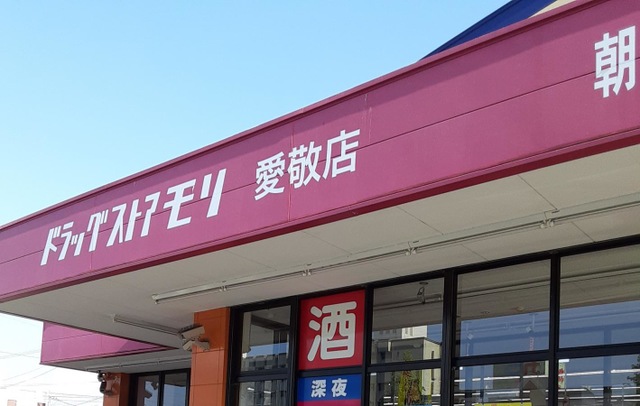 ドラッグストアモリ 愛敬店
朝
酒
深夜